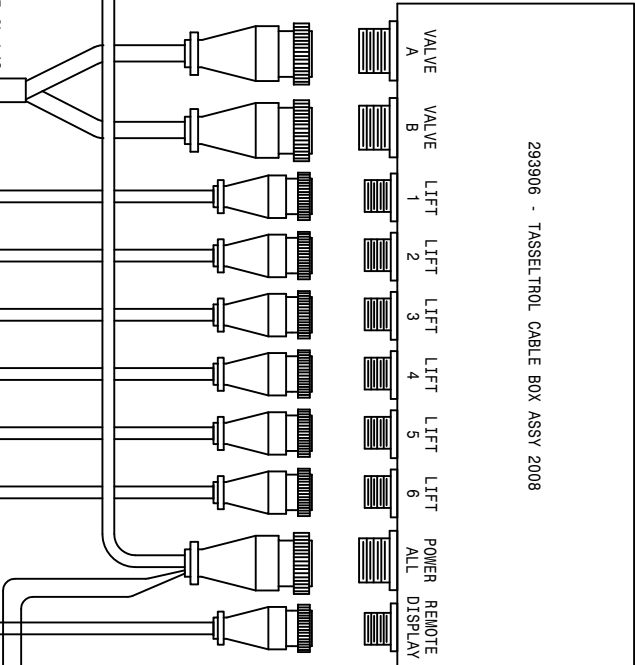 293906 - TASSELTROL CABLE BOX ASSY 2008
VALVE
A
VALVE
B
LIFT
1
LIFT
2
LIFT
3
LIFT
4
LIFT
5
LIFT
6
POWER
ALL
REMOTE
DISPLAY